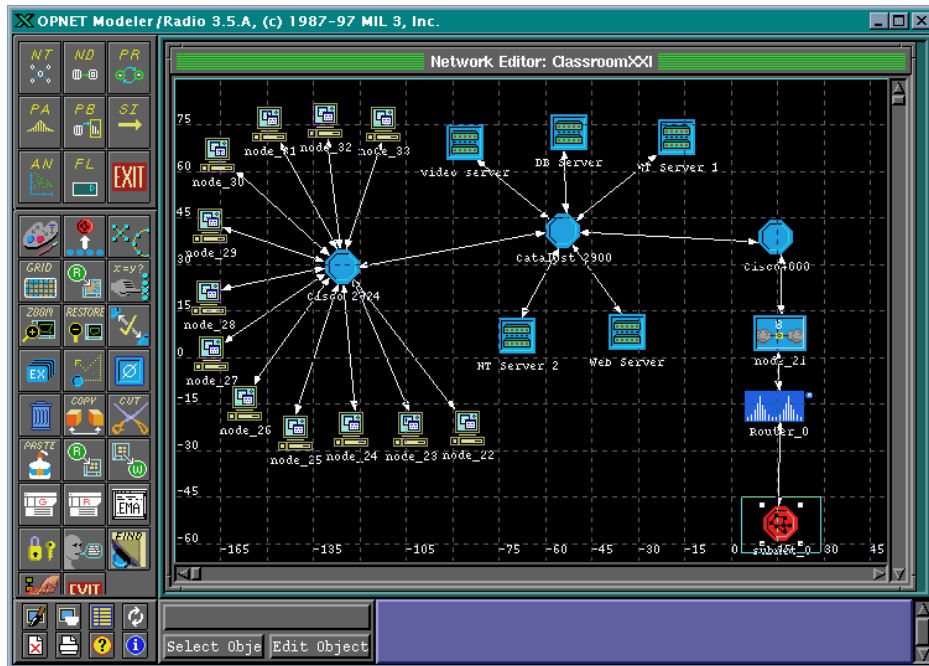 OPNET Modeler/Radio 3.5.A, (c) 1987-97 MIL 3, Inc.
NT ND PR
PA PB SI
AN FL EXIT
GRID R x=y?
ZOOM RESTORE
EX
COPY CUT
PASTE R W
G R EMA
FIND
EXIT
Network Editor: ClassroomXXI
75
60
45
30
15
0
-15
-30
-45
-60
-165 -135 -105 -75 -60 -45 -30 -15 0 15 30 45
node_31 node_32 node_33
node_30
node_29
node_28
node_27
node_26
node_25 node_24 node_23 node_22
Cisco 2924
video server DB Server NT Server 1
Catalyst 2900
NT Server 2 Web Server
node_21
Router_0
subnet_0
Select Obje Edit Object